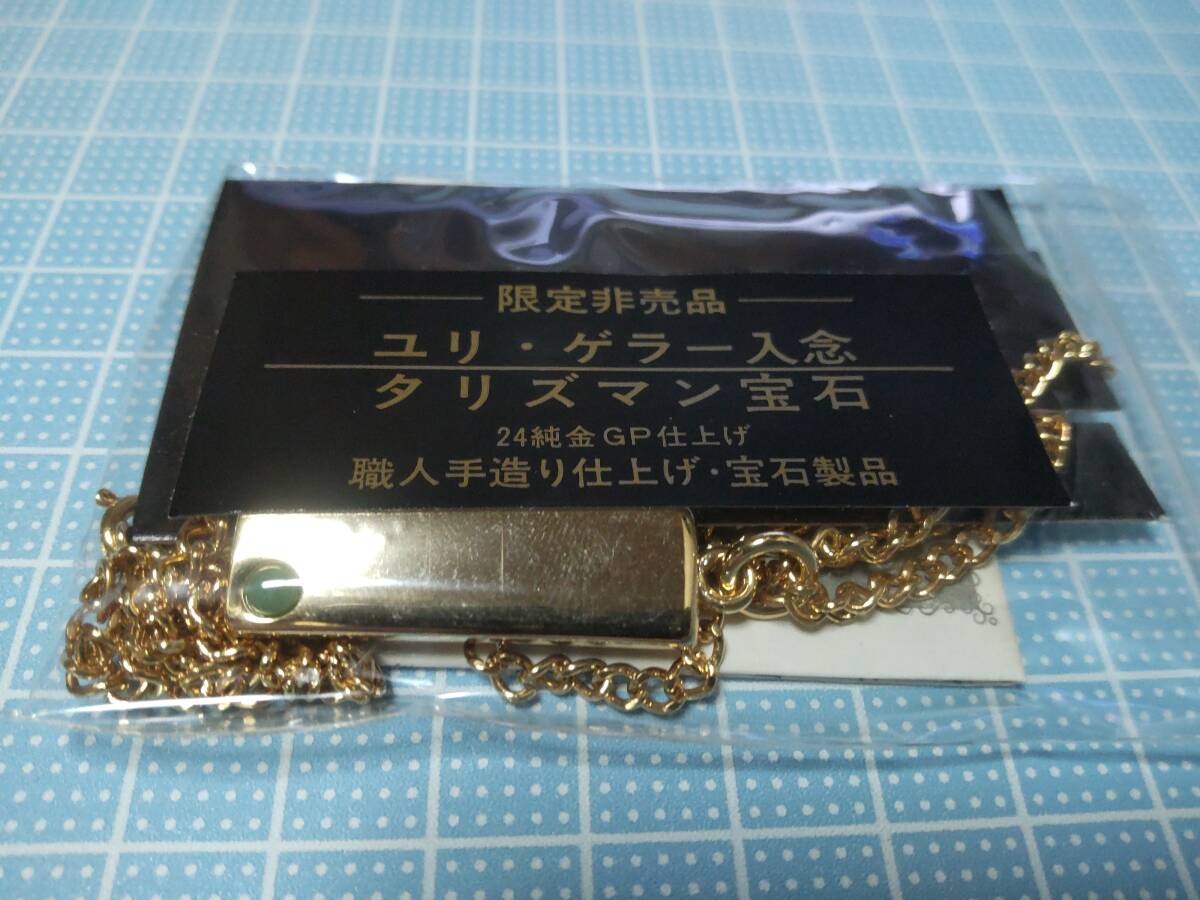 限定非売品
ユリ・ゲラー入念
タリズマン宝石
24純金GP仕上げ
職人手造り仕上げ・宝石製品